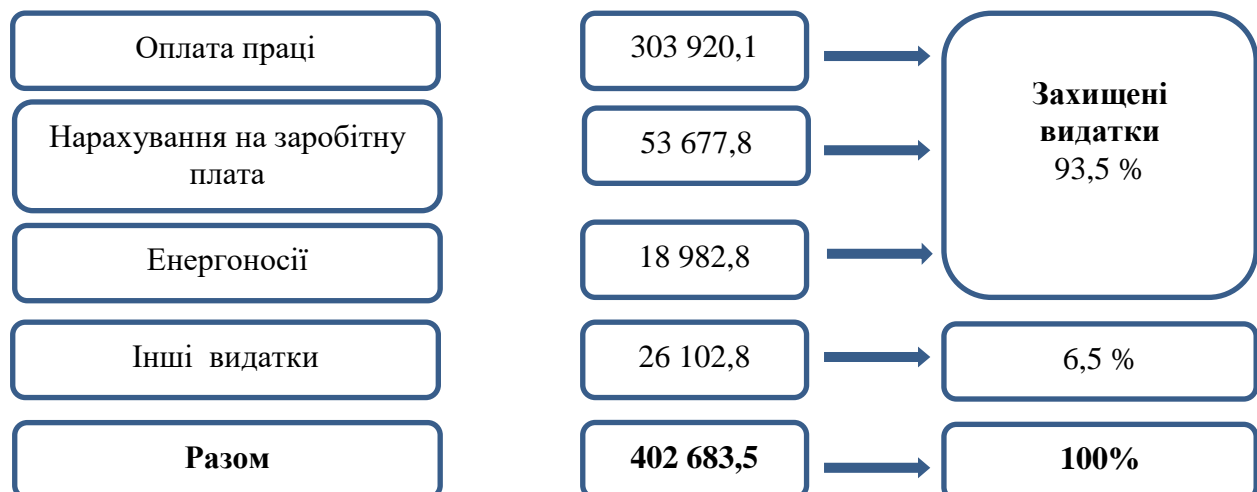 Оплата праці
303 920,1
Захищені
видатки
93,5 %
Нарахування на заробітну
плата
53 677,8
Енергоносії
18 982,8
Інші видатки
26 102,8
6,5 %
Разом
402 683,5
100%